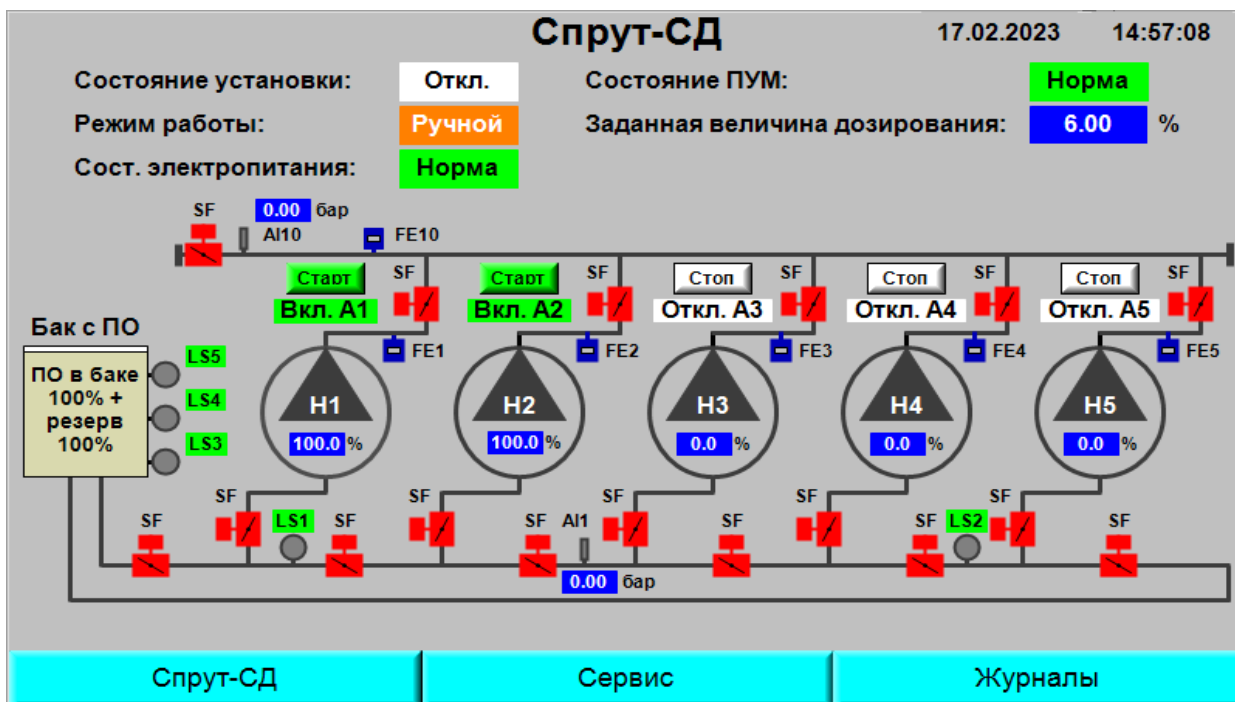 Спрут-СД
17.02.2023 14:57:08
Состояние установки: Откл. Состояние ПУМ: Норма
Режим работы: Ручной Заданная величина дозирования: 6.00 %
Сост. электропитания: Норма
SF 0.00 бар
AI10 FE10
Старт SF Старт SF Стоп SF Стоп SF Стоп SF
Вкл. А1 Вкл. А2 Откл. А3 Откл. А4 Откл. А5
Бак с ПО
FE1 FE2 FE3 FE4 FE5
LS5
ПО в баке
100% +
резерв
100%
LS4
LS3
Н1 Н2 Н3 Н4 Н5
100.0 % 100.0 % 0.0 % 0.0 % 0.0 %
SF SF SF SF SF
SF LS1 SF SF AI1 SF SF LS2 SF
0.00 бар
Спрут-СД Сервис Журналы